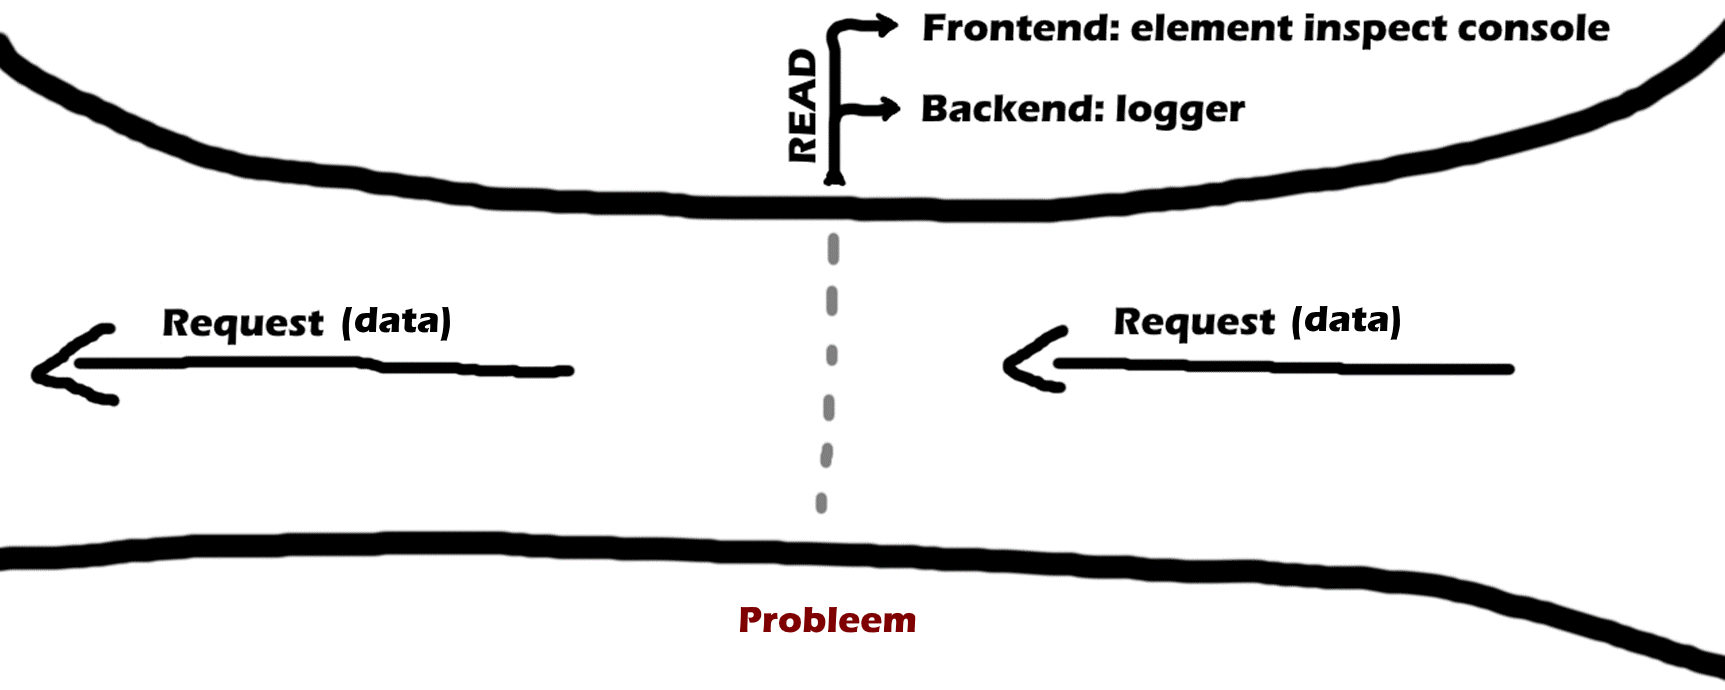 READ
Frontend: element inspect console
Backend: logger
Request (data)
Request (data)
Probleem